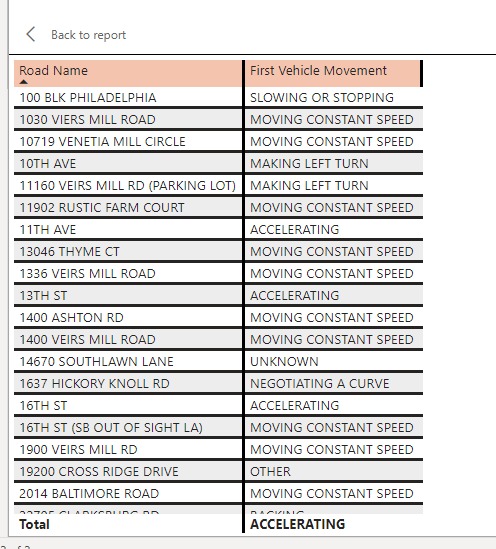 Back to report
Road Name First Vehicle Movement
100 BLK PHILADELPHIA SLOWING OR STOPPING
1030 VIERS MILL ROAD MOVING CONSTANT SPEED
10719 VENETIA MILL CIRCLE MOVING CONSTANT SPEED
10TH AVE MAKING LEFT TURN
11160 VEIRS MILL RD (PARKING LOT) MAKING LEFT TURN
11902 RUSTIC FARM COURT MOVING CONSTANT SPEED
11TH AVE ACCELERATING
13046 THYME CT MOVING CONSTANT SPEED
1336 VEIRS MILL ROAD MOVING CONSTANT SPEED
13TH ST ACCELERATING
1400 ASHTON RD MOVING CONSTANT SPEED
1400 VEIRS MILL ROAD MOVING CONSTANT SPEED
14670 SOUTHLAWN LANE UNKNOWN
1637 HICKORY KNOLL RD NEGOTIATING A CURVE
16TH ST ACCELERATING
16TH ST (SB OUT OF SIGHT LA) MOVING CONSTANT SPEED
1900 VEIRS MILL RD MOVING CONSTANT SPEED
19200 CROSS RIDGE DRIVE OTHER
2014 BALTIMORE ROAD MOVING CONSTANT SPEED
CLARKSBURG RD BACKING
Total ACCELERATING